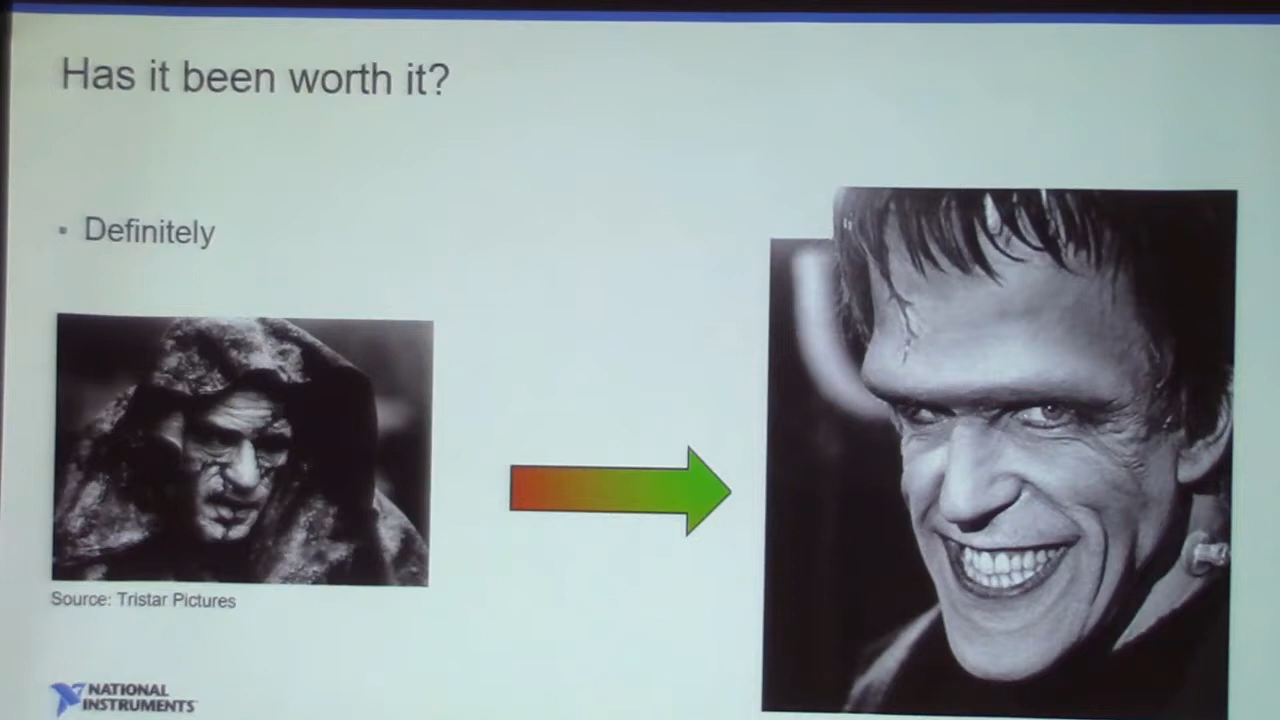 Has it been worth it?
▪ Definitely
Source: Tristar Pictures
NATIONAL
INSTRUMENTS